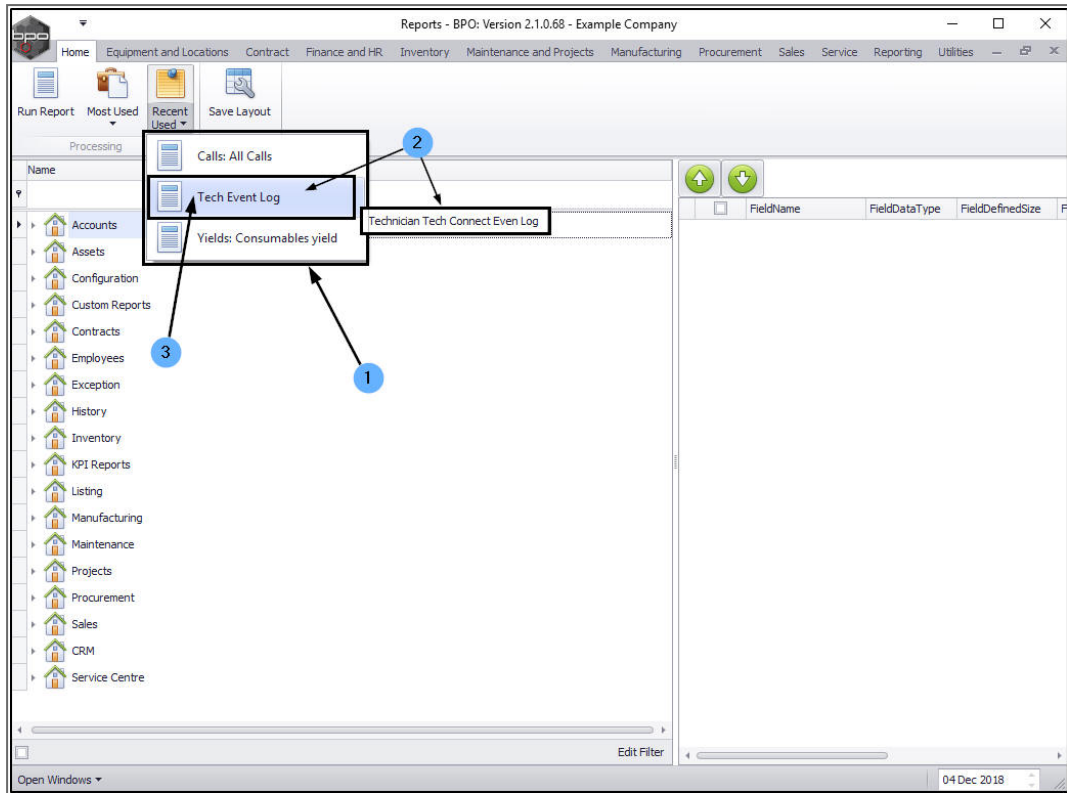 Reports - BPO: Version 2.1.0.68 - Example Company
bpo
Home Equipment and Locations Contract Finance and HR Inventory Maintenance and Projects Manufacturing Procurement Sales Service Reporting Utilities
Run Report Most Used Recent Used Save Layout
Processing
Calls: All Calls
Tech Event Log
Yields: Consumables yield
2
Technician Tech Connect Even Log
3
1
Name
Accounts
Assets
Configuration
Custom Reports
Contracts
Employees
Exception
History
Inventory
KPI Reports
Listing
Manufacturing
Maintenance
Projects
Procurement
Sales
CRM
Service Centre
FieldName FieldDataType FieldDefinedSize F
Edit Filter
Open Windows 04 Dec 2018